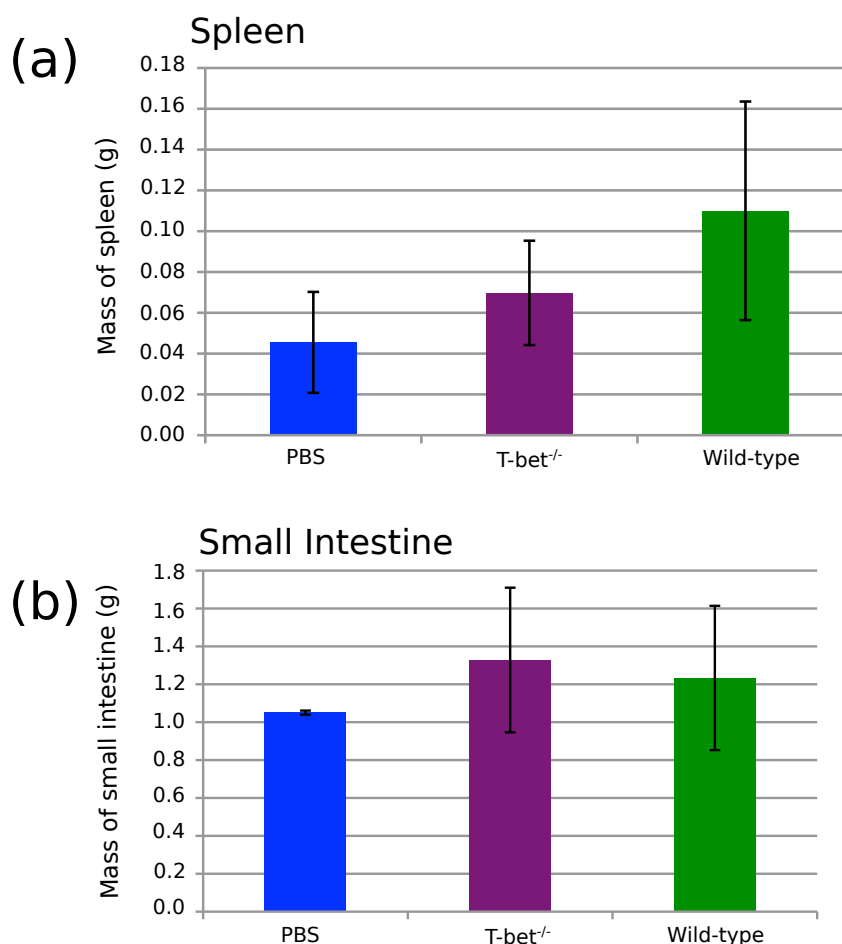 (a)
Spleen
Mass of spleen (g)
0.18
0.16
0.14
0.12
0.10
0.08
0.06
0.04
0.02
0.00
PBS
T-bet⁻/⁻
Wild-type
(b)
Small Intestine
Mass of small intestine (g)
1.8
1.6
1.4
1.2
1.0
0.8
0.6
0.4
0.2
0.0
PBS
T-bet⁻/⁻
Wild-type